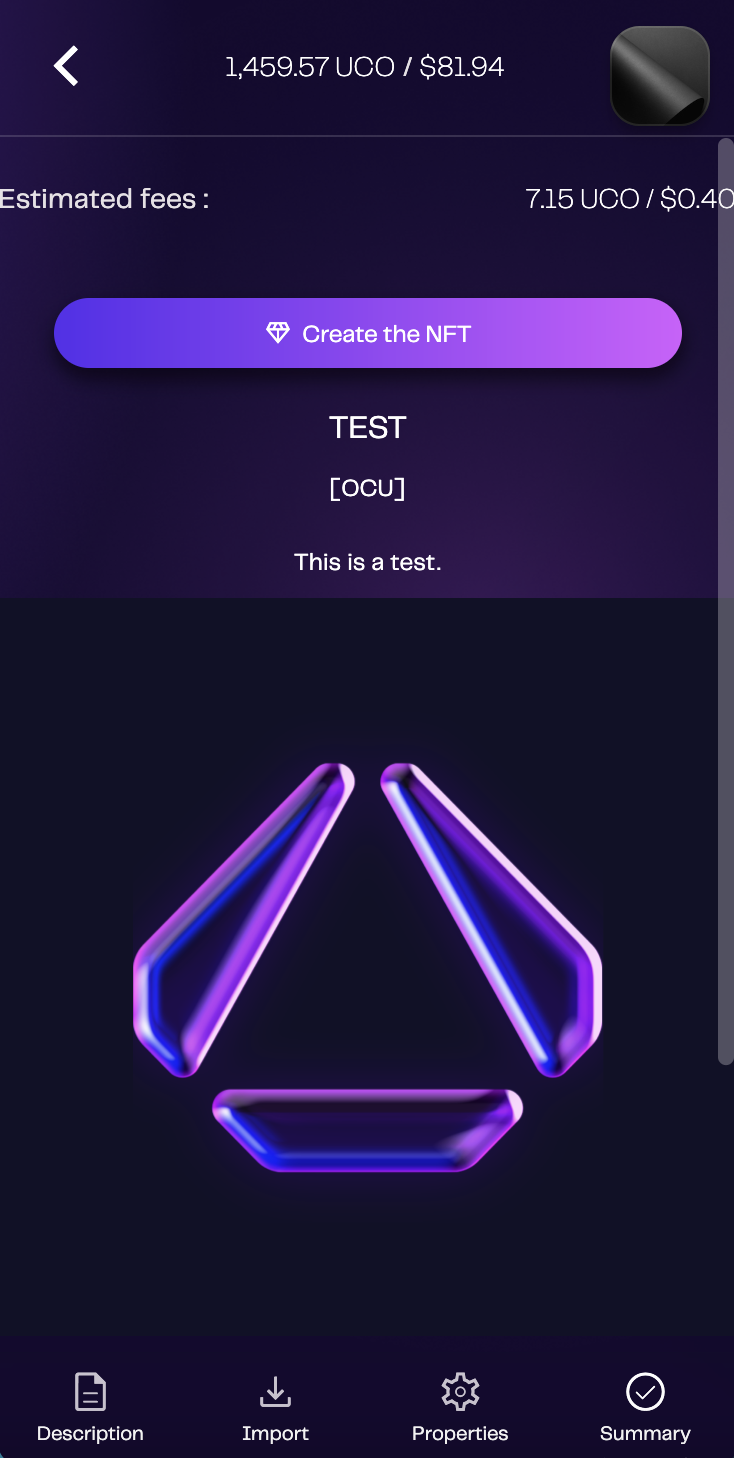 1,459.57 UCO / $81.94
Estimated fees : 7.15 UCO / $0.40
Create the NFT
TEST
[OCU]
This is a test.
Description Import Properties Summary